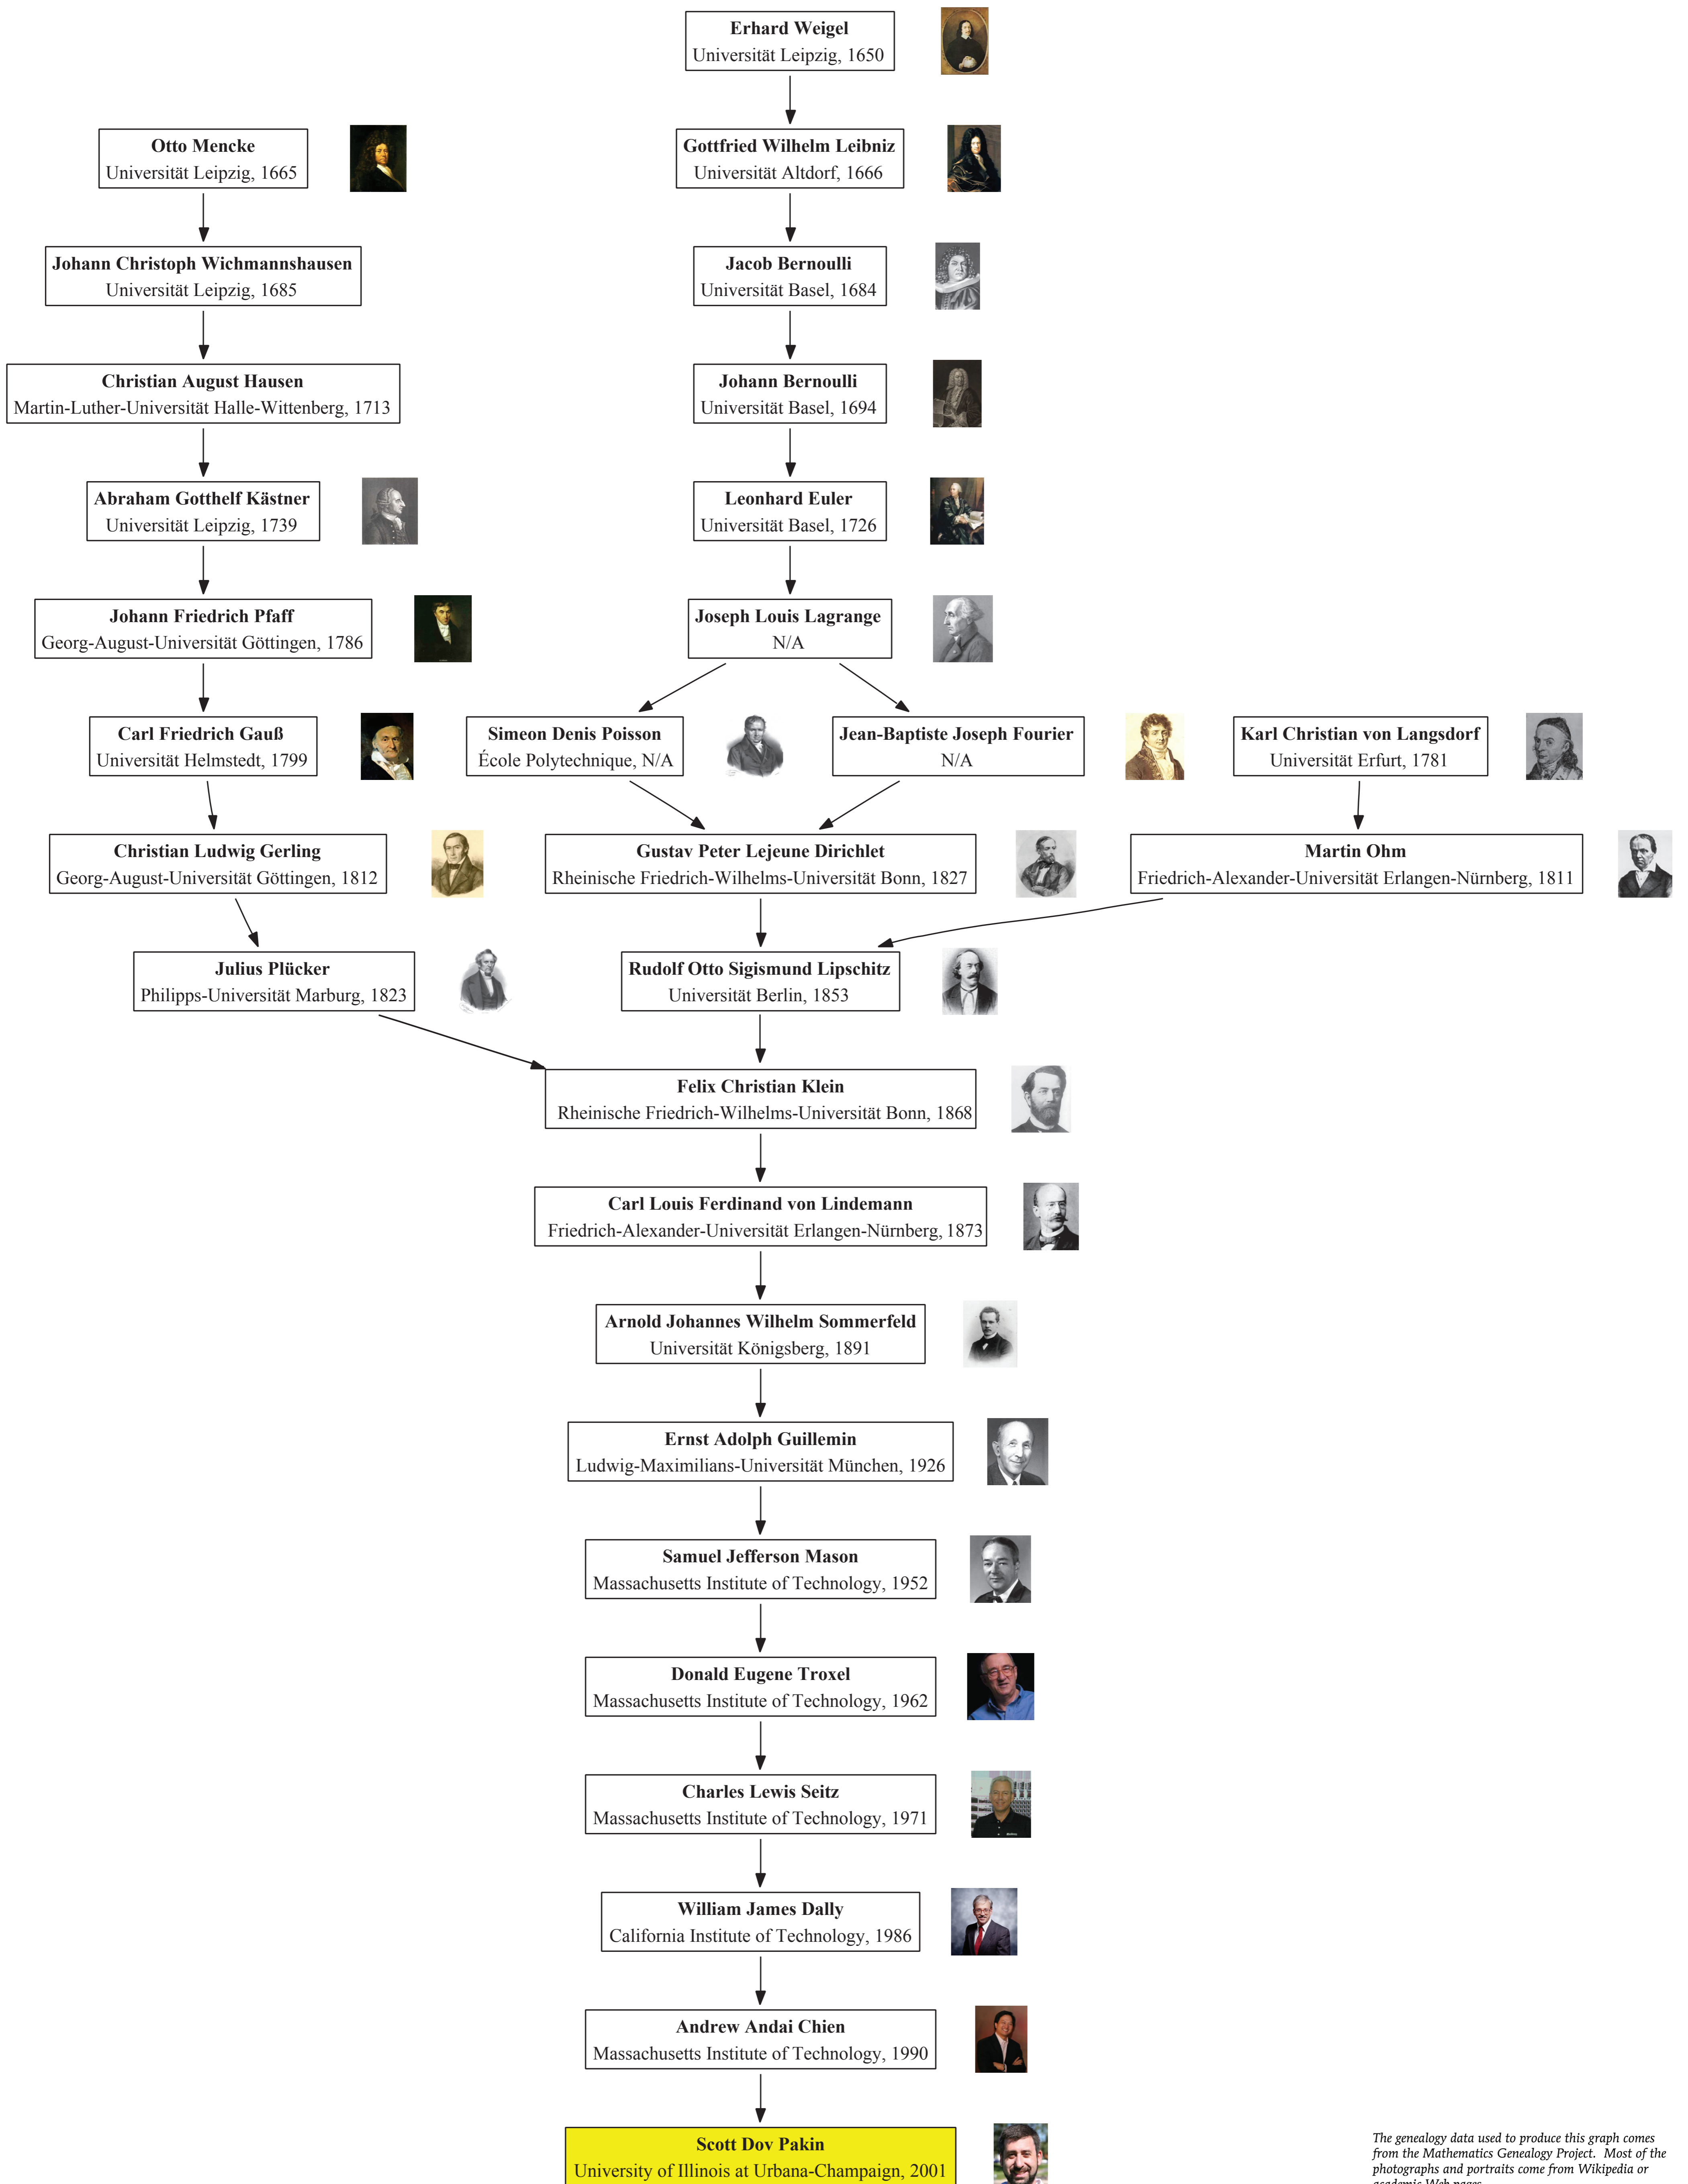 Erhard Weigel
Universität Leipzig, 1650
Otto Mencke
Universität Leipzig, 1665
Gottfried Wilhelm Leibniz
Universität Altdorf, 1666
Johann Christoph Wichmannshausen
Universität Leipzig, 1685
Jacob Bernoulli
Universität Basel, 1684
Christian August Hausen
Martin-Luther-Universität Halle-Wittenberg, 1713
Johann Bernoulli
Universität Basel, 1694
Abraham Gotthelf Kästner
Universität Leipzig, 1739
Leonhard Euler
Universität Basel, 1726
Johann Friedrich Pfaff
Georg-August-Universität Göttingen, 1786
Joseph Louis Lagrange
N/A
Carl Friedrich Gauß
Universität Helmstedt, 1799
Simeon Denis Poisson
École Polytechnique, N/A
Jean-Baptiste Joseph Fourier
N/A
Karl Christian von Langsdorf
Universität Erfurt, 1781
Christian Ludwig Gerling
Georg-August-Universität Göttingen, 1812
Gustav Peter Lejeune Dirichlet
Rheinische Friedrich-Wilhelms-Universität Bonn, 1827
Martin Ohm
Friedrich-Alexander-Universität Erlangen-Nürnberg, 1811
Julius Plücker
Philipps-Universität Marburg, 1823
Rudolf Otto Sigismund Lipschitz
Universität Berlin, 1853
Felix Christian Klein
Rheinische Friedrich-Wilhelms-Universität Bonn, 1868
Carl Louis Ferdinand von Lindemann
Friedrich-Alexander-Universität Erlangen-Nürnberg, 1873
Arnold Johannes Wilhelm Sommerfeld
Universität Königsberg, 1891
Ernst Adolph Guillemin
Ludwig-Maximilians-Universität München, 1926
Samuel Jefferson Mason
Massachusetts Institute of Technology, 1952
Donald Eugene Troxel
Massachusetts Institute of Technology, 1962
Charles Lewis Seitz
Massachusetts Institute of Technology, 1971
William James Dally
California Institute of Technology, 1986
Andrew Andai Chien
Massachusetts Institute of Technology, 1990
Scott Dov Pakin
University of Illinois at Urbana-Champaign, 2001
The genealogy data used to produce this graph comes
from the Mathematics Genealogy Project. Most of the
photographs and portraits come from Wikipedia or
academic Web pages.